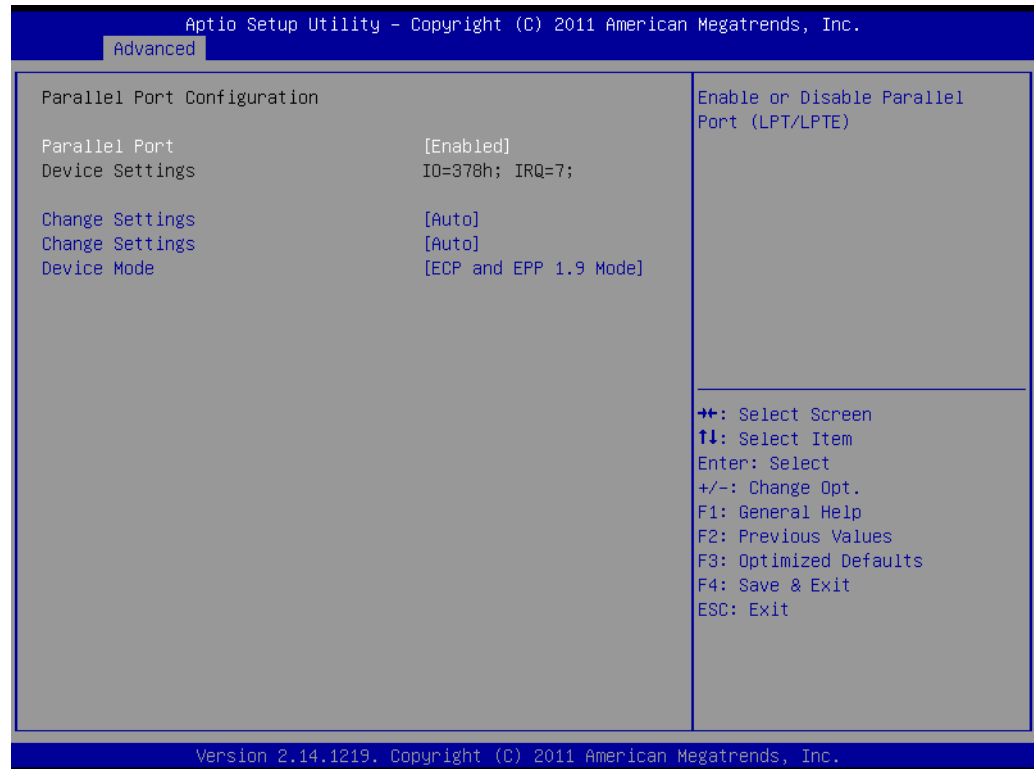 Aptio Setup Utility – Copyright (C) 2011 American Megatrends, Inc.
Advanced
Parallel Port Configuration
Parallel Port [Enabled]
Device Settings IO=378h; IRQ=7;
Change Settings [Auto]
Change Settings [Auto]
Device Mode [ECP and EPP 1.9 Mode]
Enable or Disable Parallel
Port (LPT/LPTE)
→←: Select Screen
↑↓: Select Item
Enter: Select
+/-: Change Opt.
F1: General Help
F2: Previous Values
F3: Optimized Defaults
F4: Save & Exit
ESC: Exit
Version 2.14.1219. Copyright (C) 2011 American Megatrends, Inc.